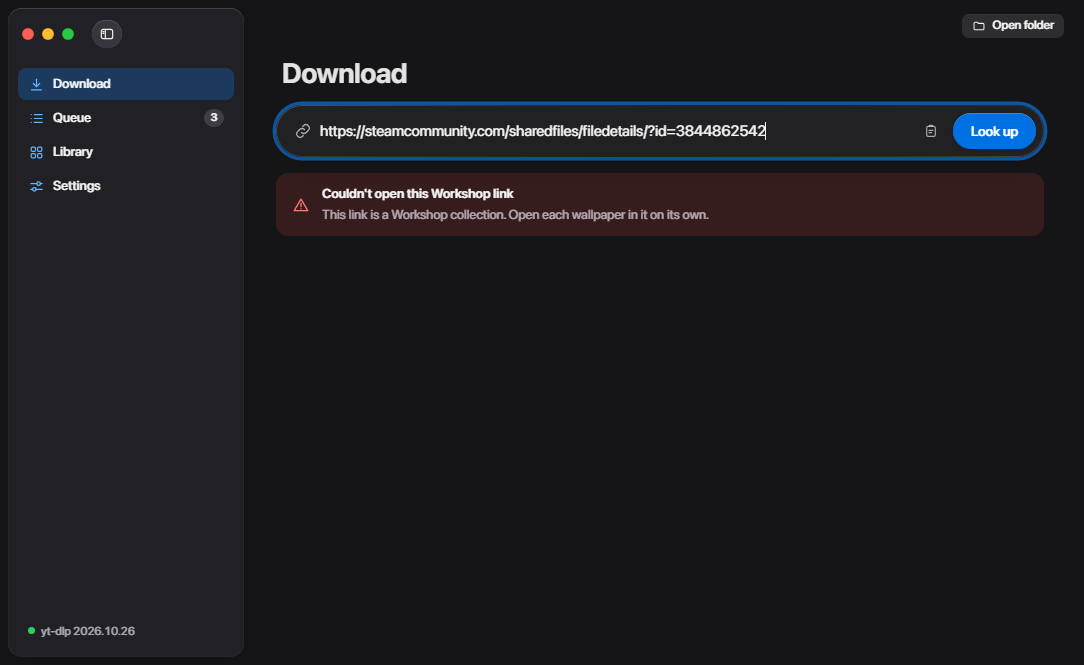 Open folder
Download
Queue
3
Library
Settings
Download
https://steamcommunity.com/sharedfiles/filedetails/?id=3844862542
Look up
Couldn't open this Workshop link
This link is a Workshop collection. Open each wallpaper in it on its own.
yt-dlp 2026.10.26